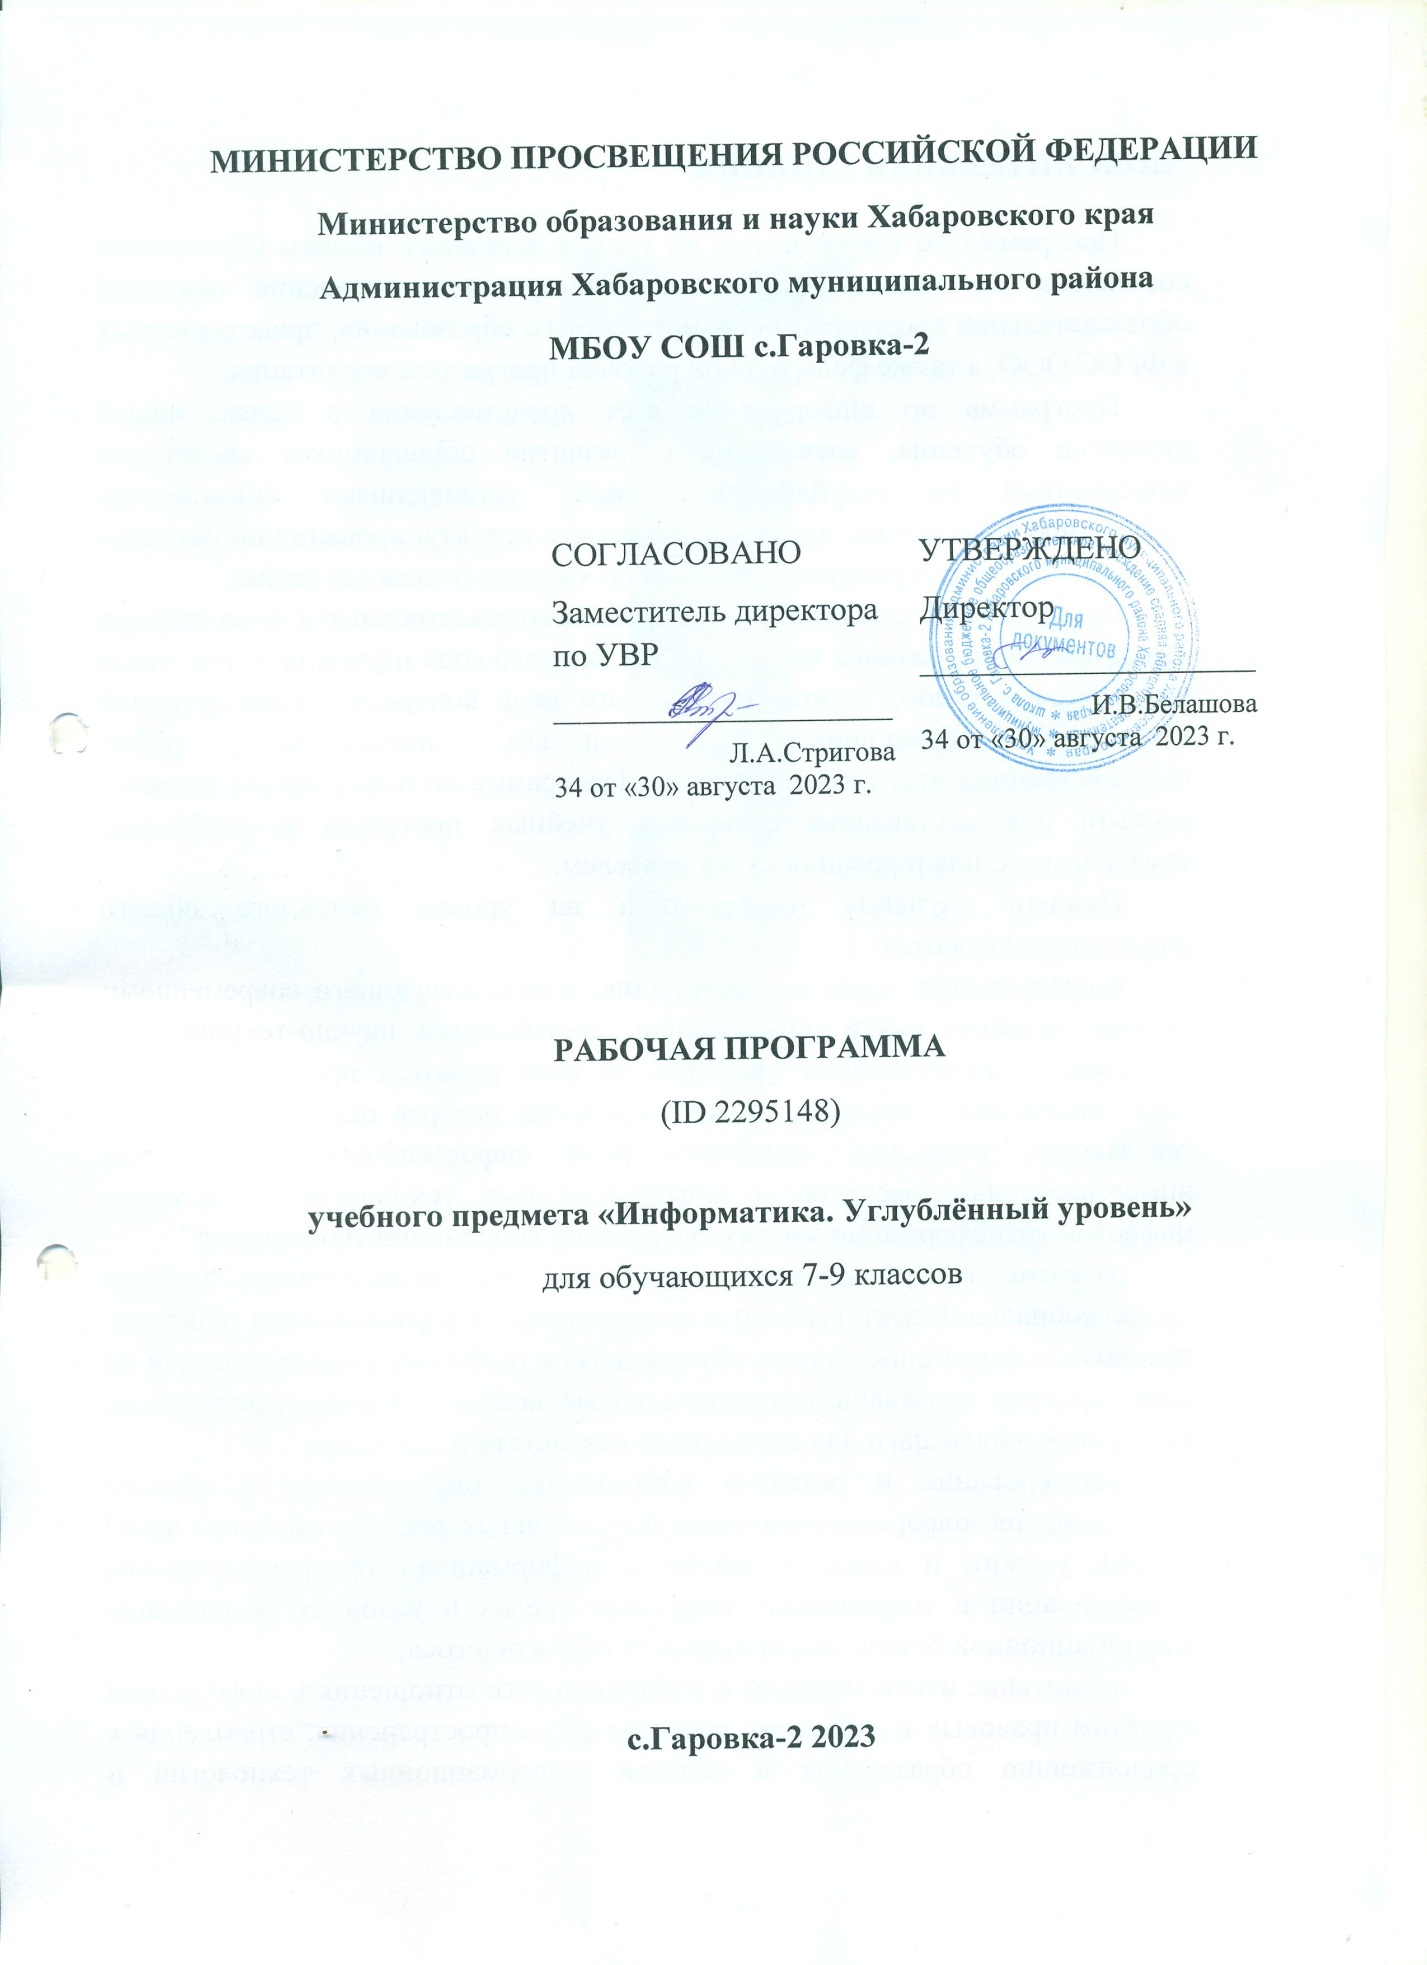 МИНИСТЕРСТВО ПРОСВЕЩЕНИЯ РОССИЙСКОЙ ФЕДЕРАЦИИ
Министерство образования и науки Хабаровского края
Администрация Хабаровского муниципального района
МБОУ СОШ с.Гаровка-2
СОГЛАСОВАНО
Заместитель директора
по УВР
Л.А.Стригова
34 от «30» августа 2023 г.
УТВЕРЖДЕНО
Директор
Для
документов
И.В.Белашова
34 от «30» августа 2023 г.
РАБОЧАЯ ПРОГРАММА
(ID 2295148)
учебного предмета «Информатика. Углублённый уровень»
для обучающихся 7-9 классов
с.Гаровка-2 2023